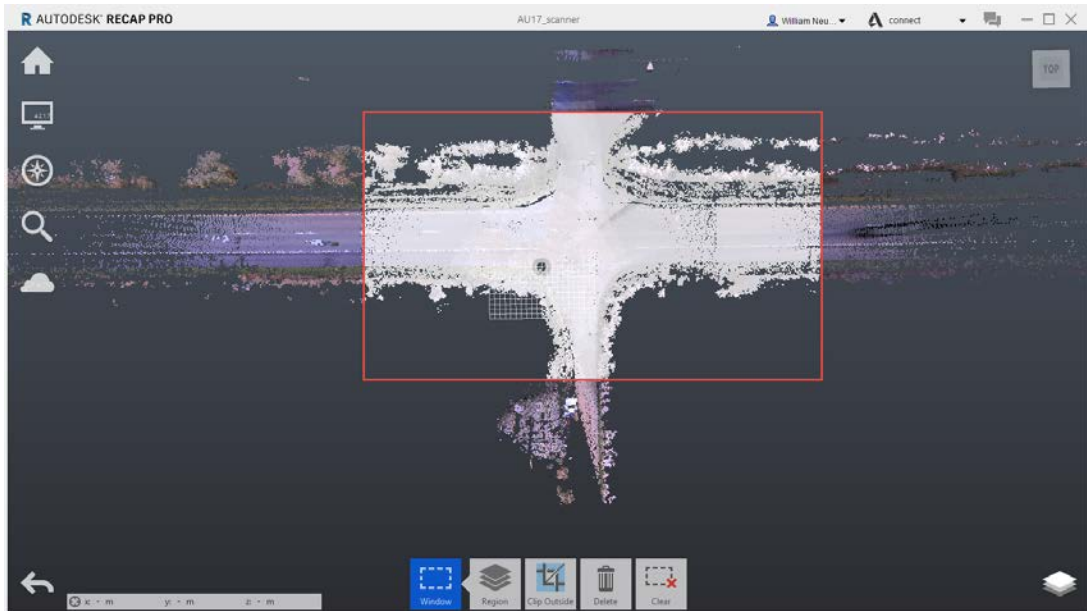 R AUTODESK® RECAP PRO
AU17_scanner
William Neu...
connect
TOP
Window
Region
Clip Outside
Delete
Clear
x: - m y: - m z: - m